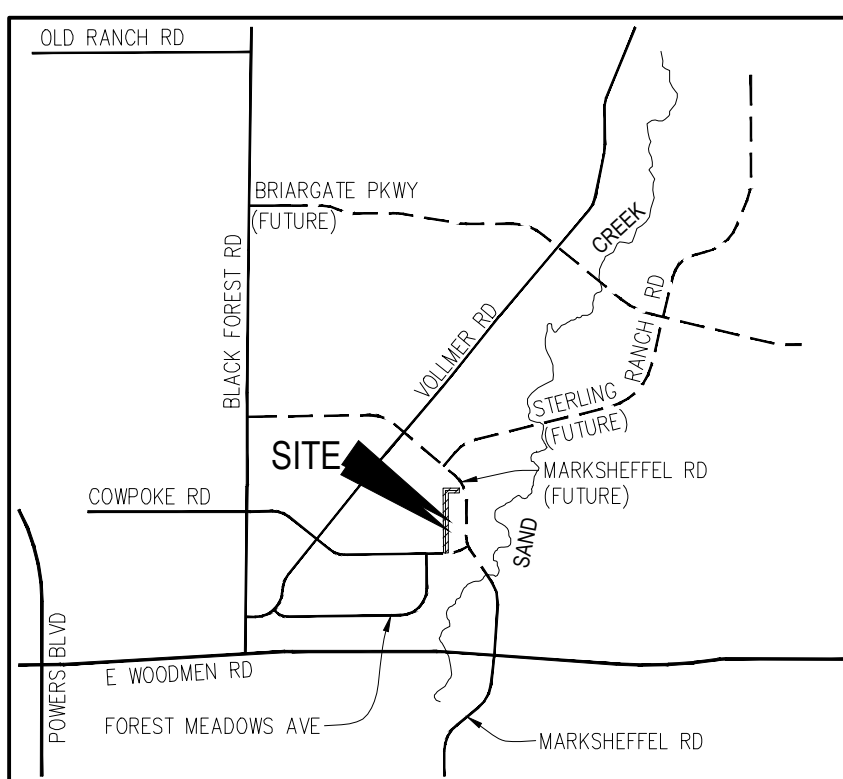 OLD RANCH RD
BRIARGATE PKWY
(FUTURE)
CREEK
BLACK FOREST RD
VOLLMER RD
RANCH RD
STERLING
(FUTURE)
SITE
MARKSHEFFEL RD
(FUTURE)
COWPOKE RD
SAND
E WOODMEN RD
POWERS BLVD
FOREST MEADOWS AVE
MARKSHEFFEL RD